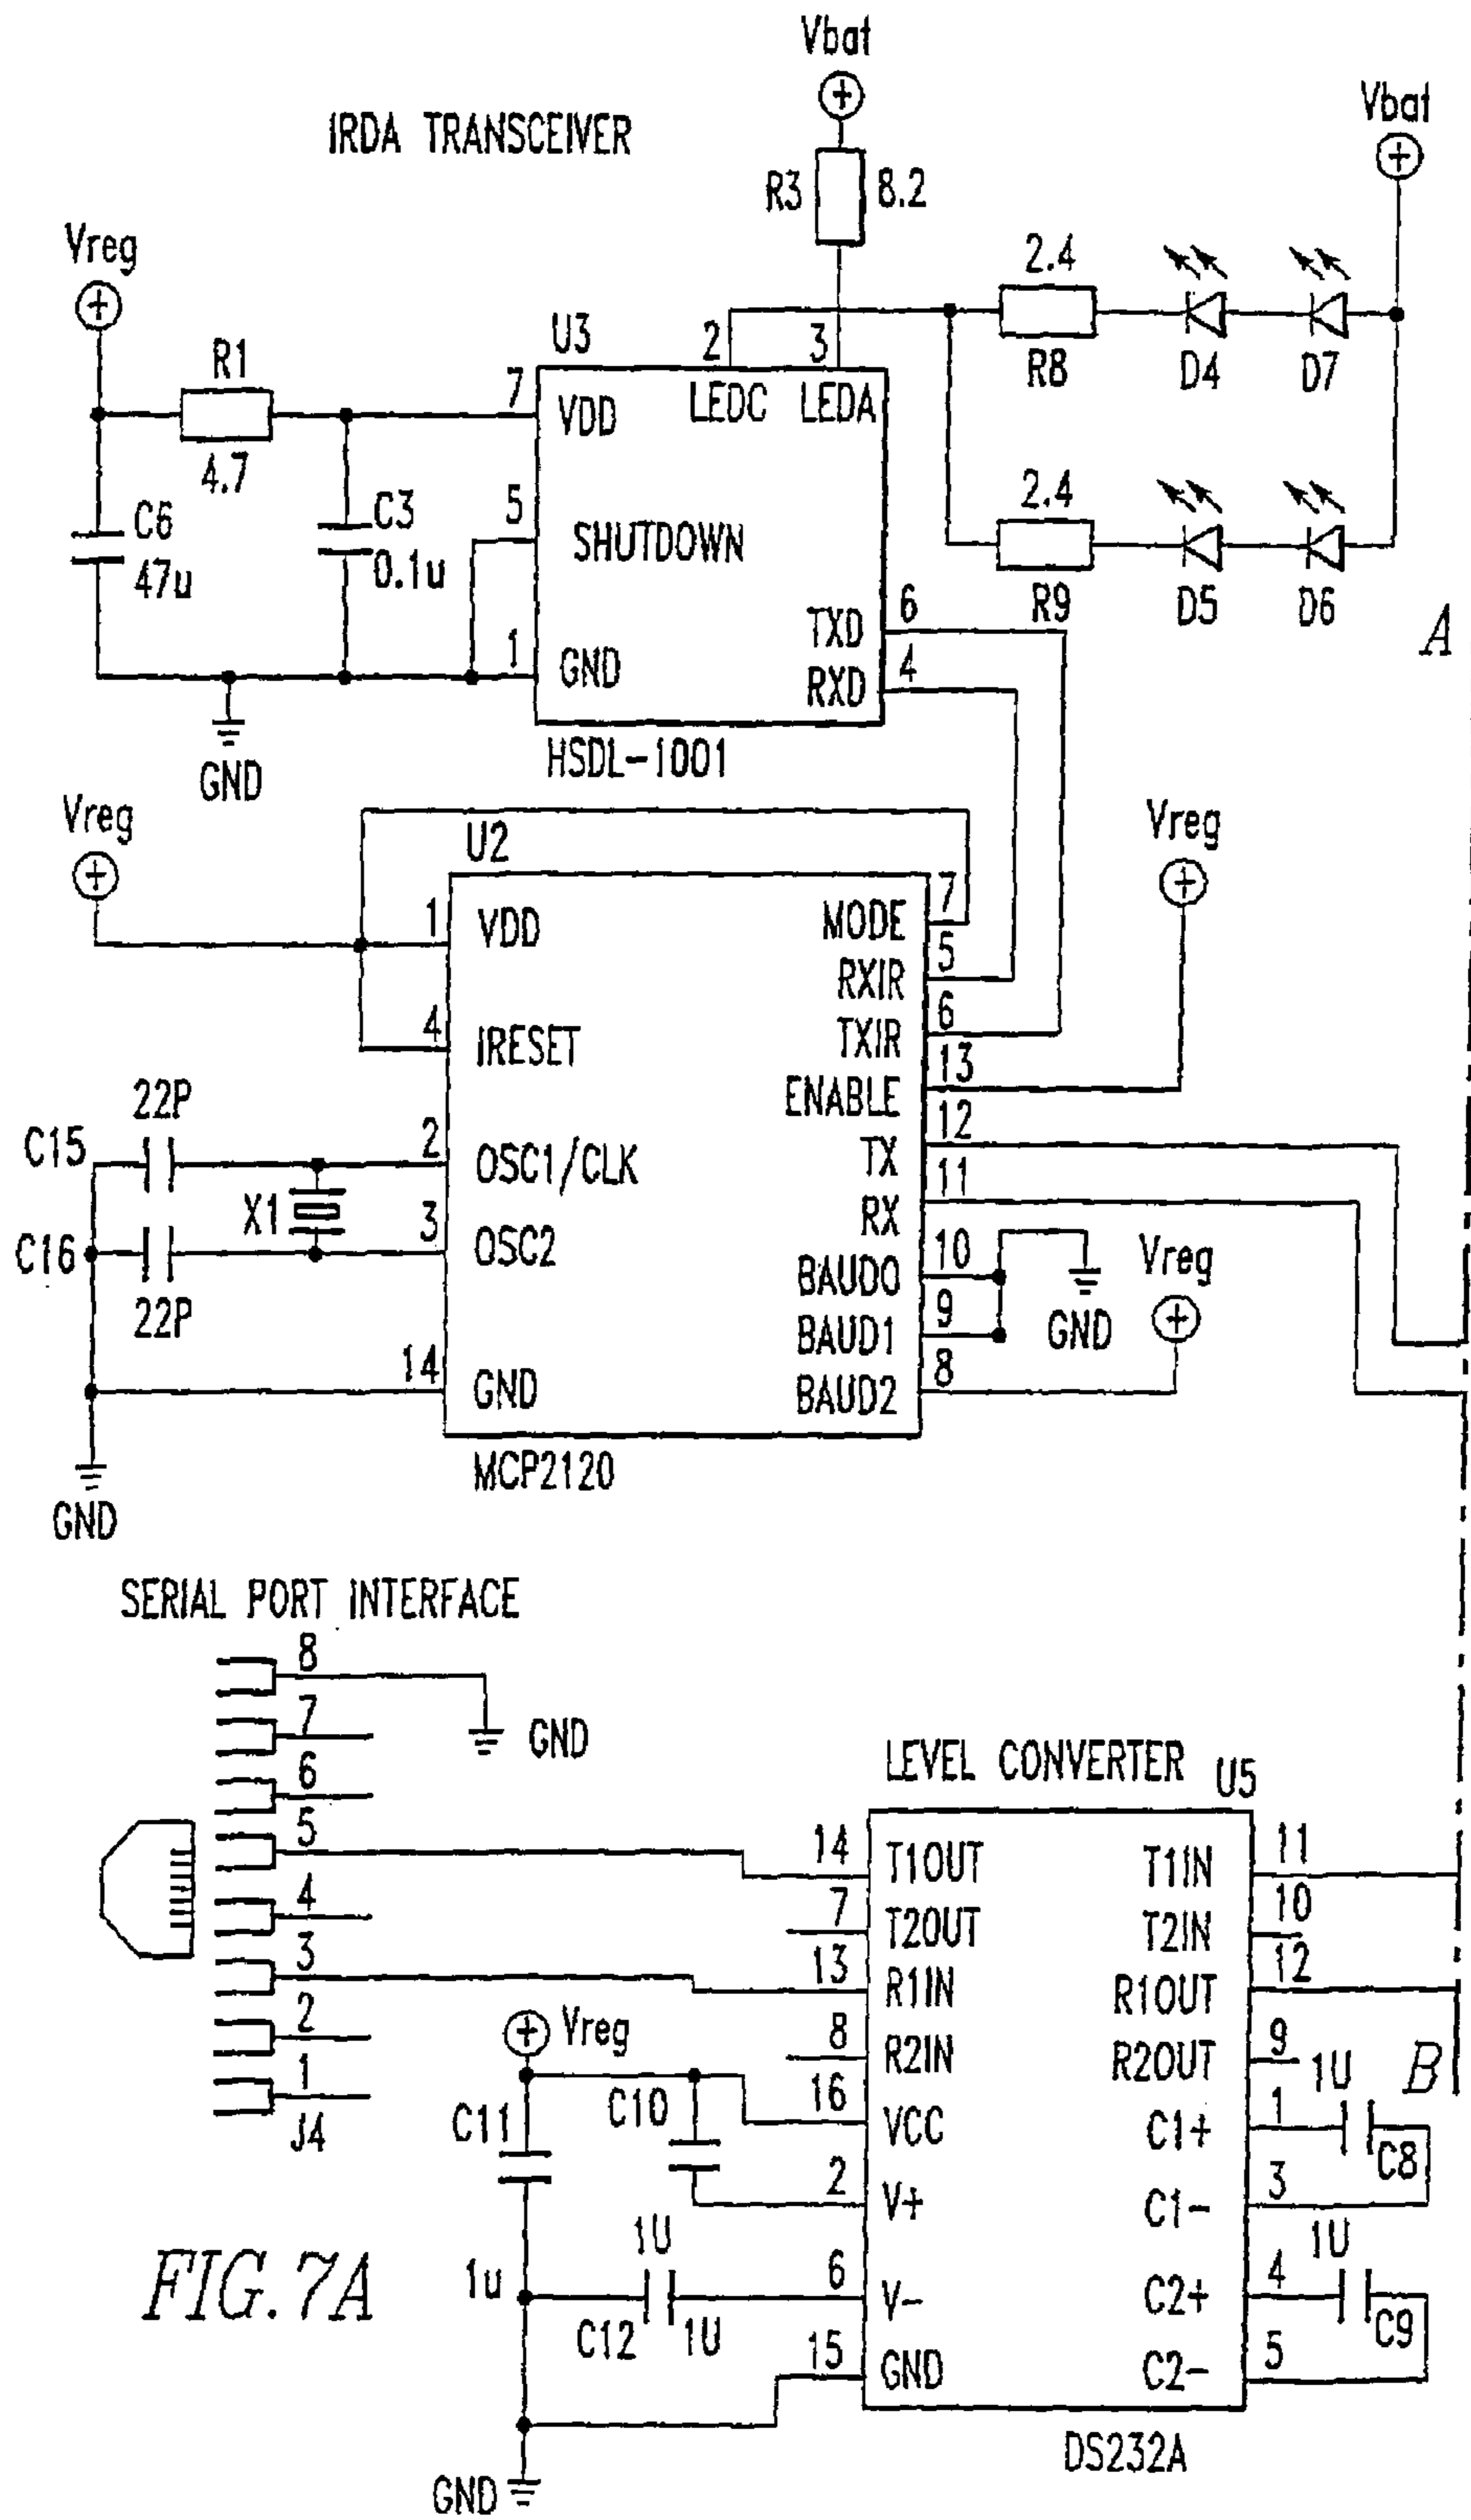 Vbat
Vbat
IRDA TRANSCEIVER
R3 8.2
Vreg
2.4
U3
R1
2 3
R8 D4 D7
7 VDD LEDC LEDA
4.7
C6
47u
C3
0.1u
5
SHUTDOWN
2.4
R9 D5 D6
TXD 6
A
1 GND
RXD 4
GND
HSDL-1001
Vreg
U2
Vreg
1 VDD
MODE 7
RXIR 5
4 IRESET
TXIR 6
ENABLE 13
22P
C15
2 OSC1/CLK
TX 12
X1
RX 11
C16
3 OSC2
BAUD0 10
Vreg
22P
BAUD1 9
GND
14 GND
BAUD2 8
MCP2120
GND
SERIAL PORT INTERFACE
8
7
GND
6
5
4
3
2
1
J4
LEVEL CONVERTER U5
14 T1OUT T1IN 11
7 T2OUT T2IN 10
13 R1IN R1OUT 12
Vreg
8 R2IN R2OUT 9
1U B
C11 C10
16 VCC C1+ 1
C8
2 V+ C1- 3
1U 1U
FIG. 7A
1u
6 V- C2+ 4
C12 1U
C9
15 GND C2- 5
DS232A
GND